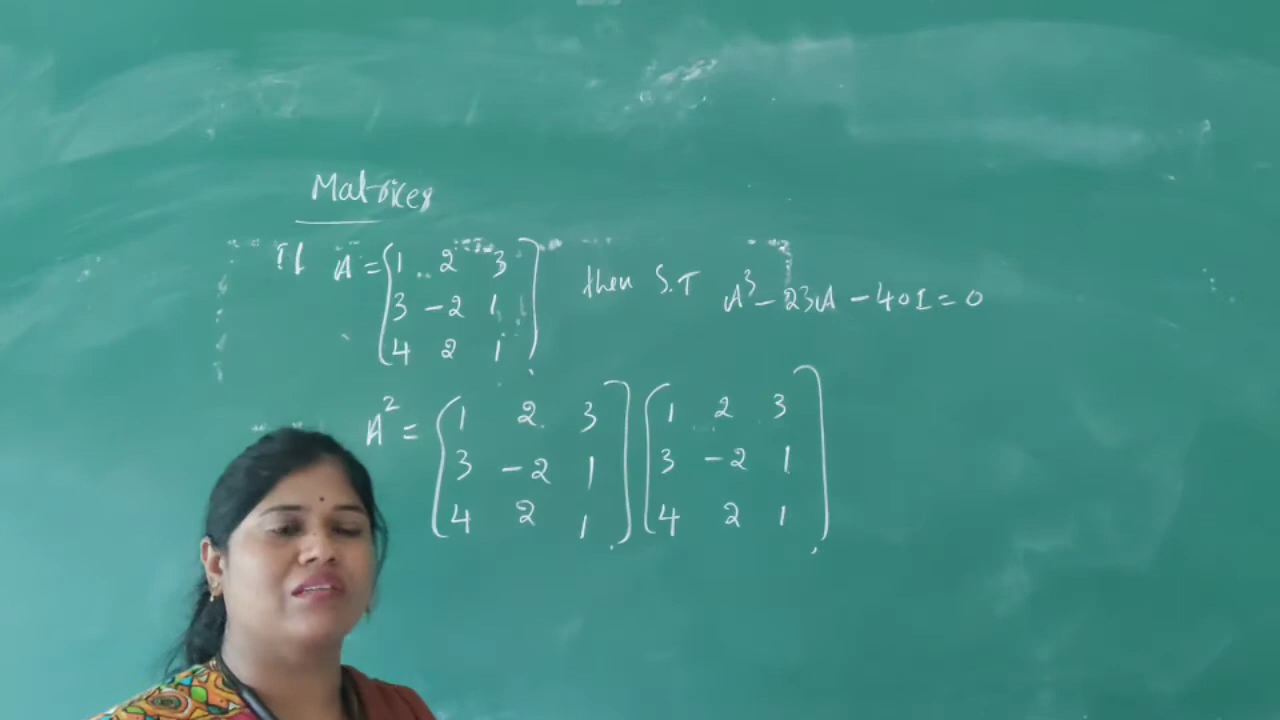 Matrices
If A = [1 2 3 then S.T A³ - 23A - 40I = 0
3 -2 1
4 2 1]
A² = [1 2 3 [1 2 3
3 -2 1 3 -2 1
4 2 1] 4 2 1]